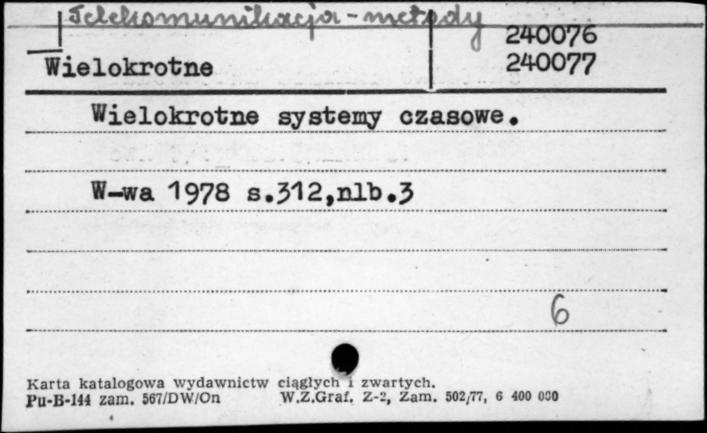 Telekomunikacja - metody
240076
Wielokrotne 240077
Wielokrotne systemy czasowe.
W-wa 1978 s.312,nlb.3
6
Karta katalogowa wydawnictw ciągłych i zwartych.
Pu-B-144 zam. 567/DW/On W.Z.Graf. Z-2, Zam. 502/77, 6 400 000